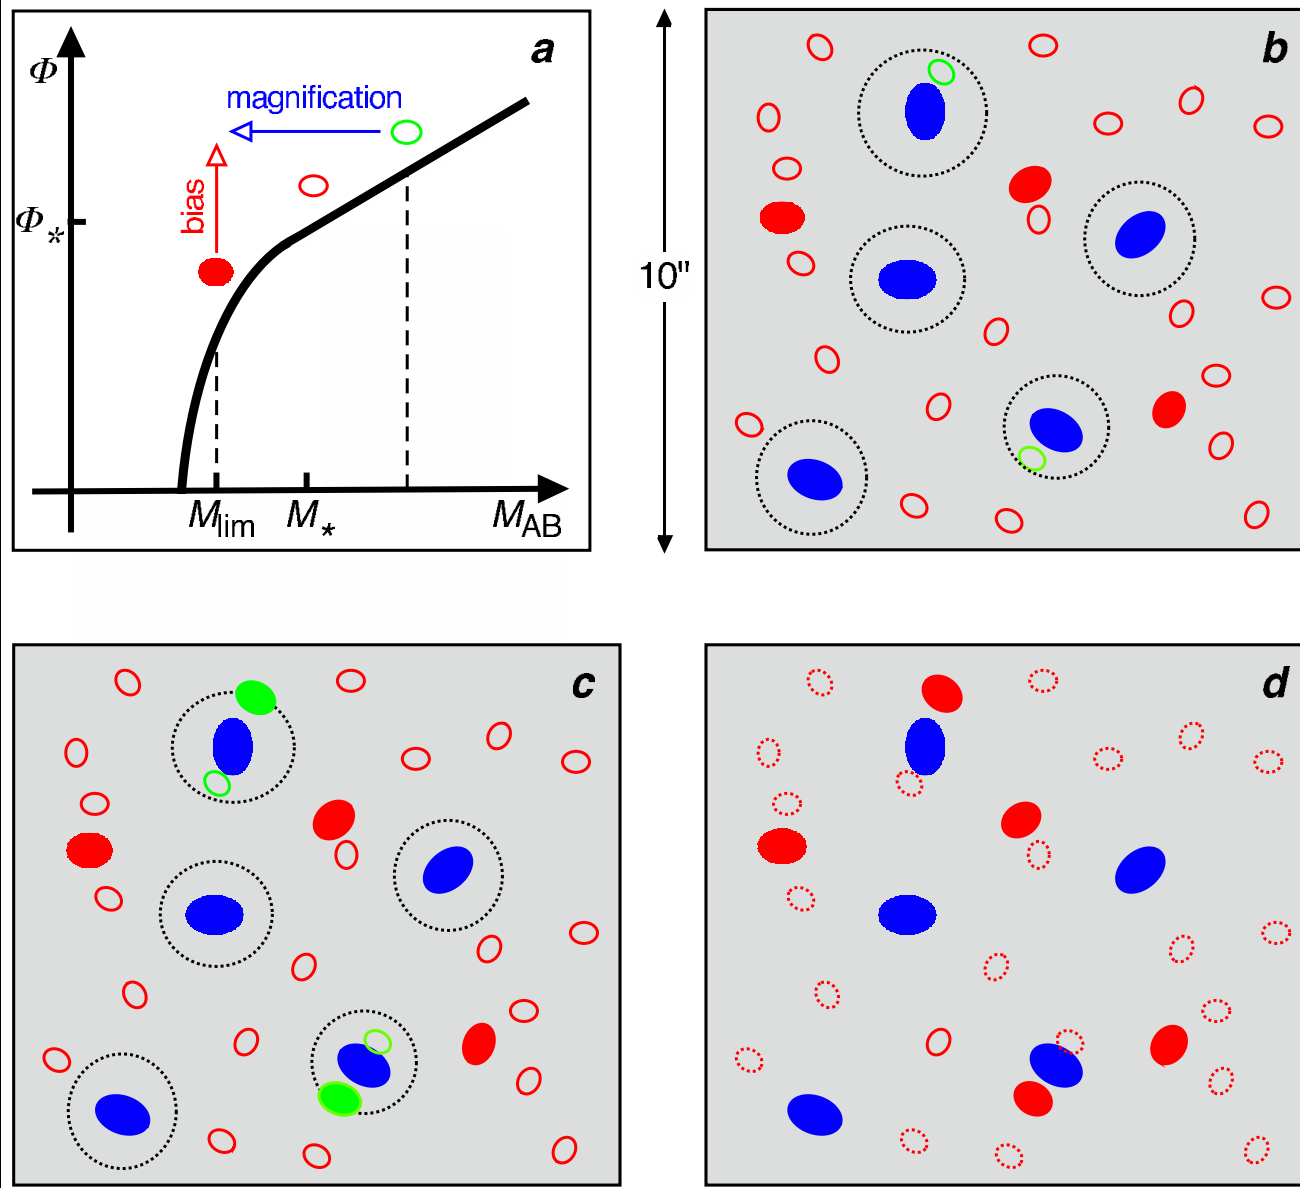 a
Φ
magnification
bias
Φ*
Mlim
M*
MAB
10"
b
c
d